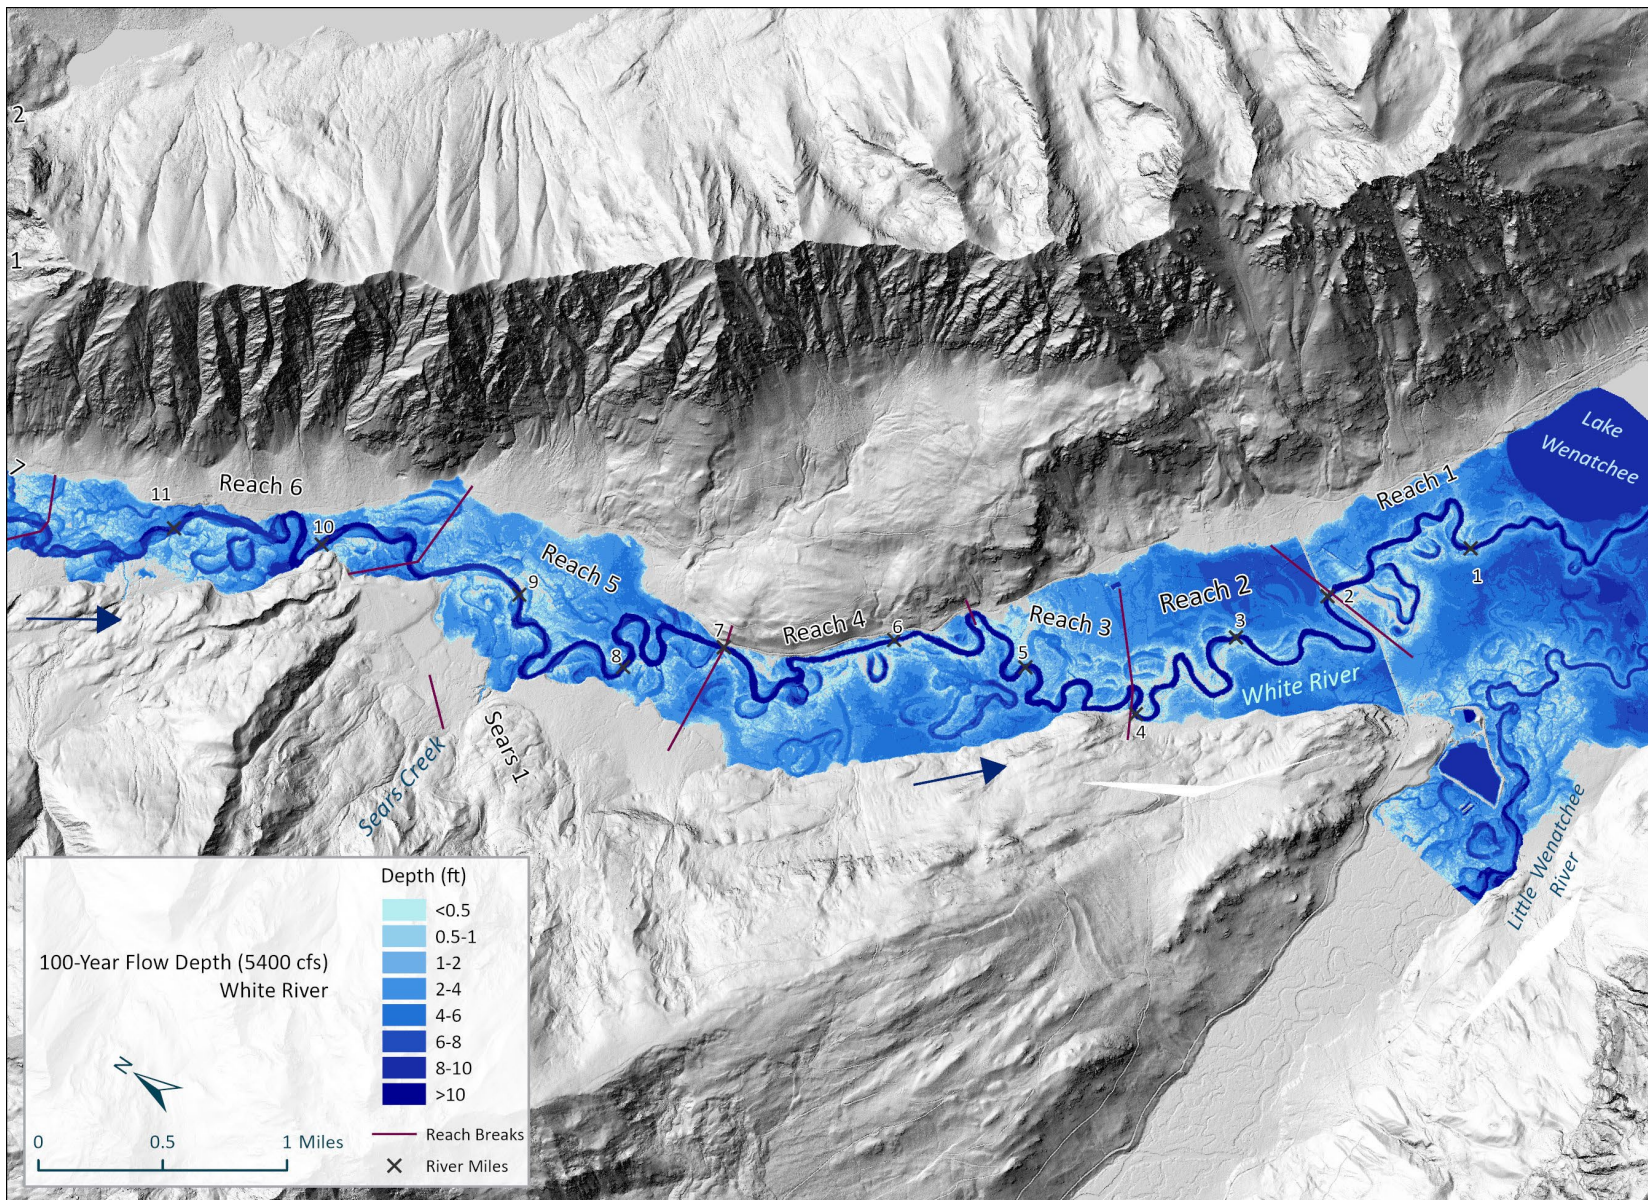 2
1
7
11
Reach 6
10
9
Reach 5
8
7
Reach 4
6
5
Reach 3
4
Reach 2
3
White River
2
Reach 1
1
Lake
Wenatchee
Sears Creek
Sears 1
Little Wenatchee
River
100-Year Flow Depth (5400 cfs)
White River
Depth (ft)
<0.5
0.5-1
1-2
2-4
4-6
6-8
8-10
>10
Reach Breaks
River Miles
N
0 0.5 1 Miles